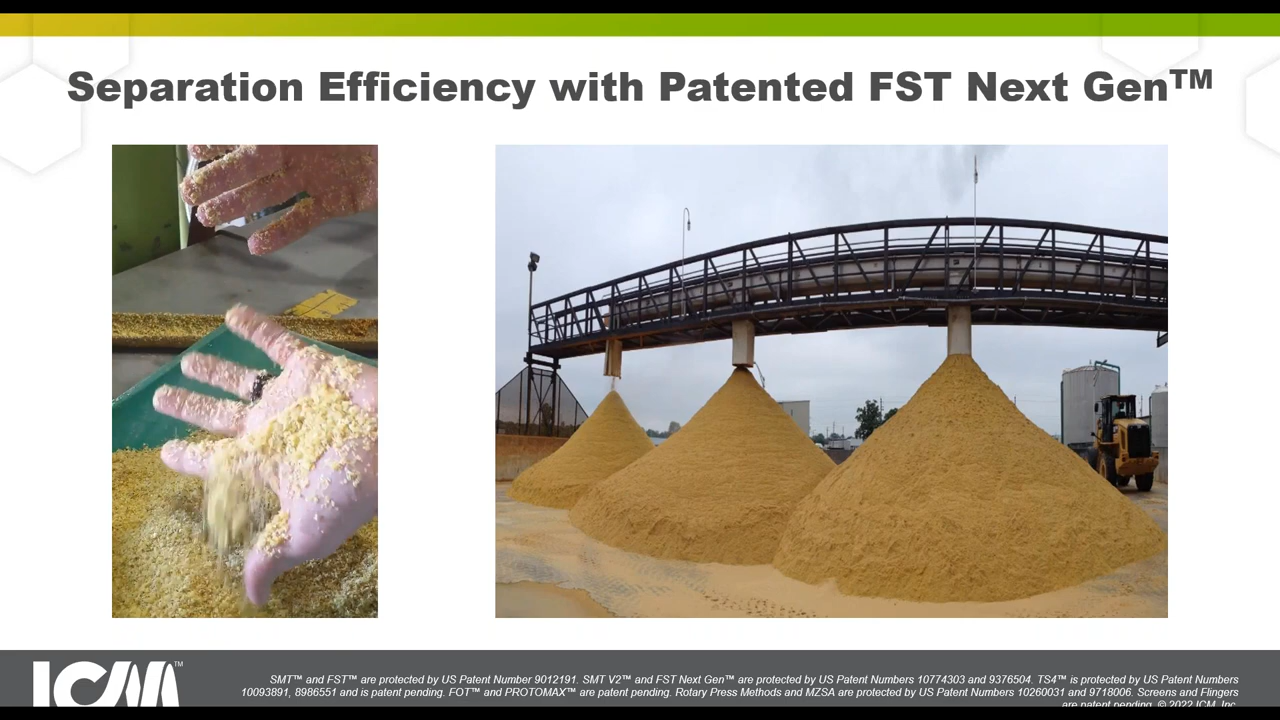 Separation Efficiency with Patented FST Next Gen™
ICM™
SMT™ and FST™ are protected by US Patent Number 9012191. SMT V2™ and FST Next Gen™ are protected by US Patent Numbers 10774303 and 9376504. TS4™ is protected by US Patent Numbers
10093891, 8986551 and is patent pending. FOT™ and PROTOMAX™ are patent pending. Rotary Press Methods and MZSA are protected by US Patent Numbers 10260031 and 9718006. Screens and Flingers
are patent pending. © 2022 ICM, Inc.